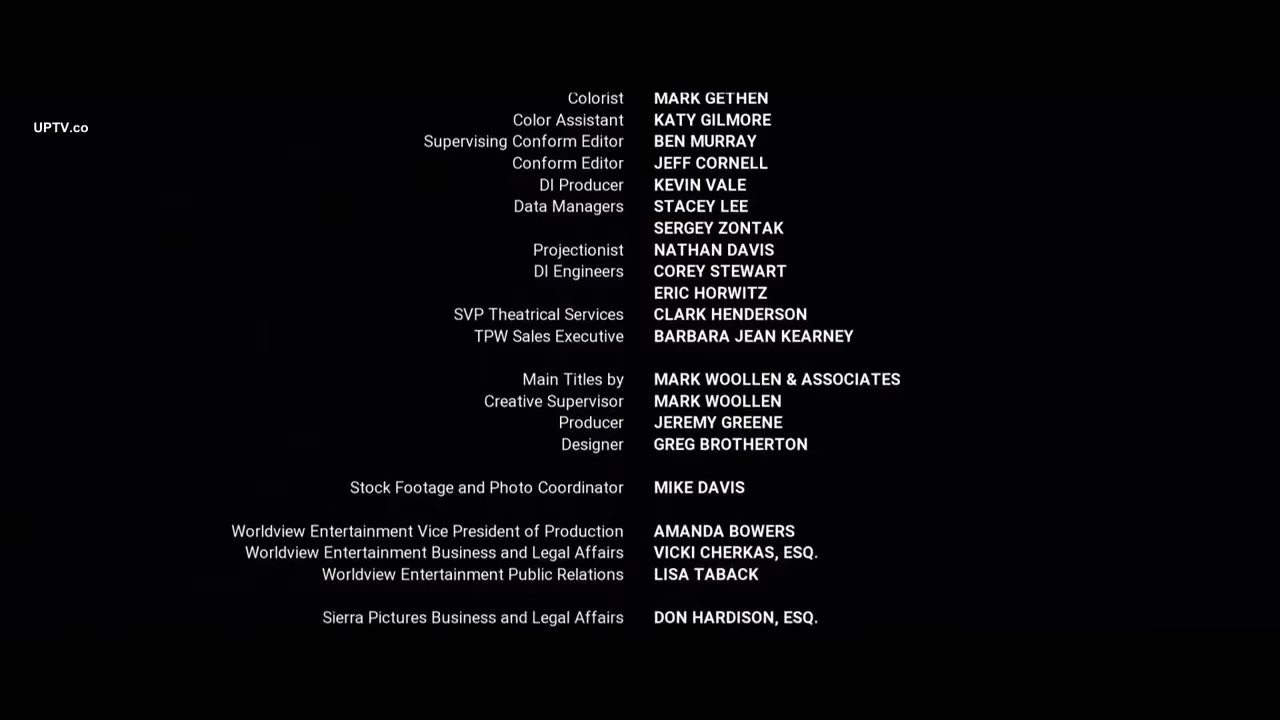 Colorist MARK GETHEN
UPTV.co
Color Assistant KATY GILMORE
Supervising Conform Editor BEN MURRAY
Conform Editor JEFF CORNELL
DI Producer KEVIN VALE
Data Managers STACEY LEE
SERGEY ZONTAK
Projectionist NATHAN DAVIS
DI Engineers COREY STEWART
ERIC HORWITZ
SVP Theatrical Services CLARK HENDERSON
TPW Sales Executive BARBARA JEAN KEARNEY
Main Titles by MARK WOOLLEN & ASSOCIATES
Creative Supervisor MARK WOOLLEN
Producer JEREMY GREENE
Designer GREG BROTHERTON
Stock Footage and Photo Coordinator MIKE DAVIS
Worldview Entertainment Vice President of Production AMANDA BOWERS
Worldview Entertainment Business and Legal Affairs VICKI CHERKAS, ESQ.
Worldview Entertainment Public Relations LISA TABACK
Sierra Pictures Business and Legal Affairs DON HARDISON, ESQ.